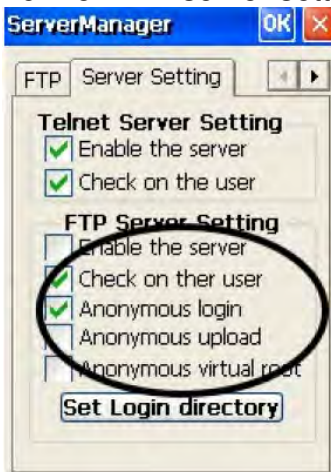 ServerManager OK
FTP Server Setting
Telnet Server Setting
Enable the server
Check on the user
FTP Server Setting
Enable the server
Check on ther user
Anonymous login
Anonymous upload
Anonymous virtual root
Set Login directory